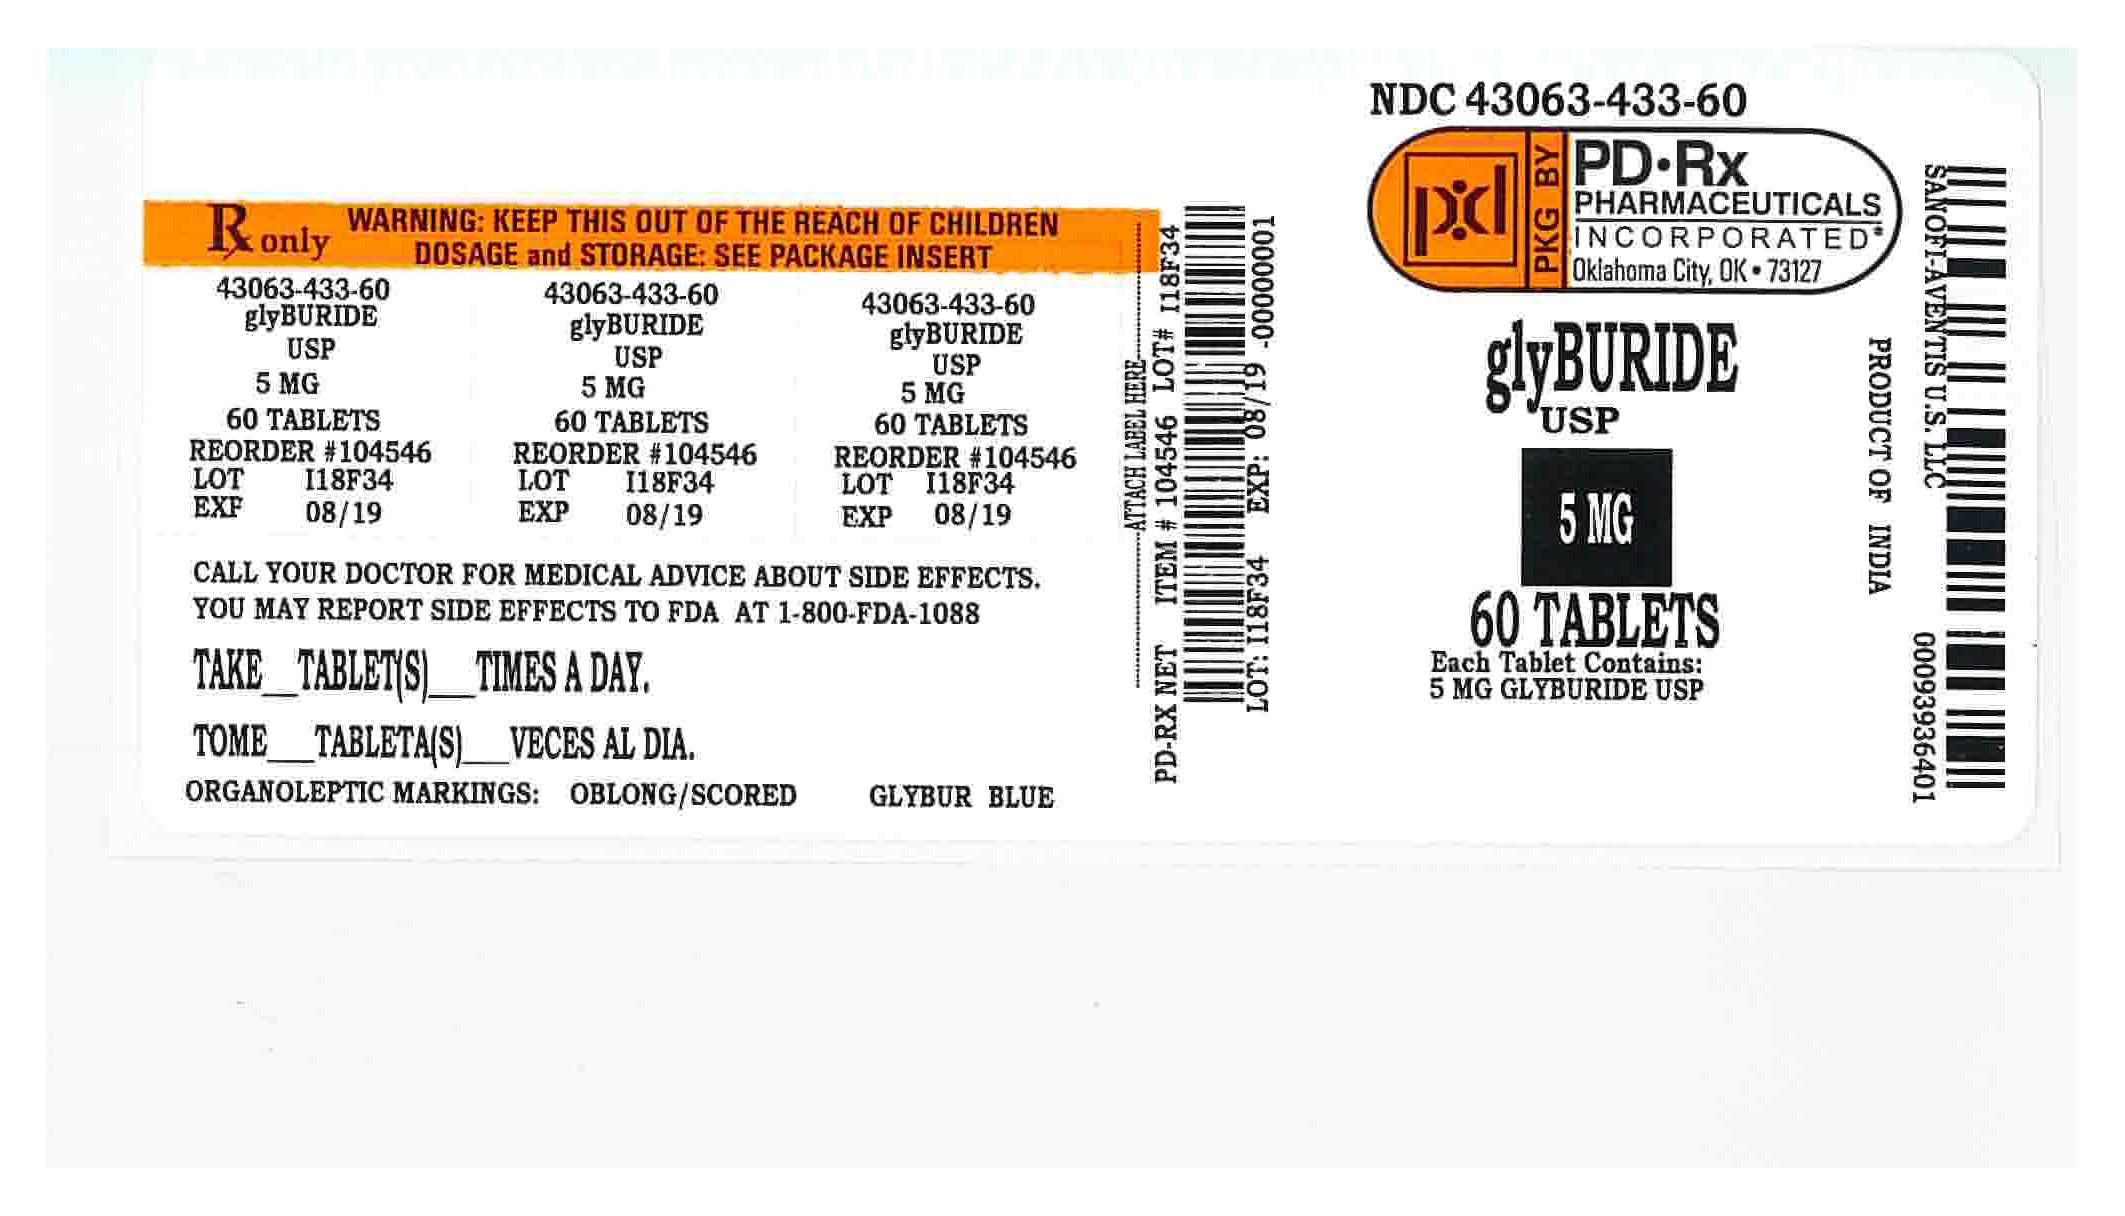 Rx only
WARNING: KEEP THIS OUT OF THE REACH OF CHILDREN
DOSAGE and STORAGE: SEE PACKAGE INSERT
43063-433-60
glyBURIDE
USP
5 MG
60 TABLETS
REORDER #104546
LOT I18F34
EXP 08/19
43063-433-60
glyBURIDE
USP
5 MG
60 TABLETS
REORDER #104546
LOT I18F34
EXP 08/19
43063-433-60
glyBURIDE
USP
5 MG
60 TABLETS
REORDER #104546
LOT I18F34
EXP 08/19
CALL YOUR DOCTOR FOR MEDICAL ADVICE ABOUT SIDE EFFECTS.
YOU MAY REPORT SIDE EFFECTS TO FDA AT 1-800-FDA-1088
TAKE__TABLET(S)___TIMES A DAY.
TOME___TABLETA(S)___VECES AL DIA.
ORGANOLEPTIC MARKINGS: OBLONG/SCORED GLYBUR BLUE
ATTACH LABEL HERE
PD-RX NET ITEM # 104546 LOT# I18F34
LOT: I18F34 EXP: 08/19 -00000001
NDC 43063-433-60
PKG BY
PD•Rx
PHARMACEUTICALS
INCORPORATED®
Oklahoma City, OK • 73127
glyBURIDE
USP
5 MG
60 TABLETS
Each Tablet Contains:
5 MG GLYBURIDE USP
PRODUCT OF INDIA
SANOFI-AVENTIS U.S. LLC
00093936401